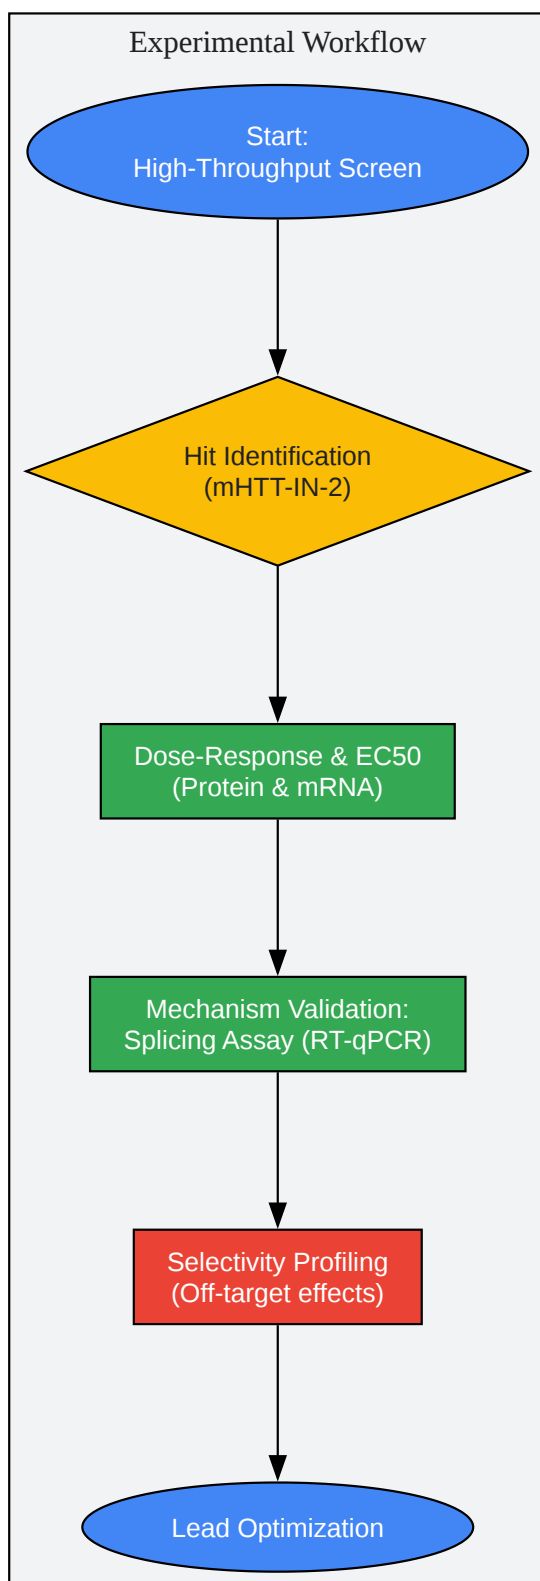 Experimental Workflow
Start:
High-Throughput Screen
Hit Identification
(mHTT-IN-2)
Dose-Response & EC50
(Protein & mRNA)
Mechanism Validation:
Splicing Assay (RT-qPCR)
Selectivity Profiling
(Off-target effects)
Lead Optimization